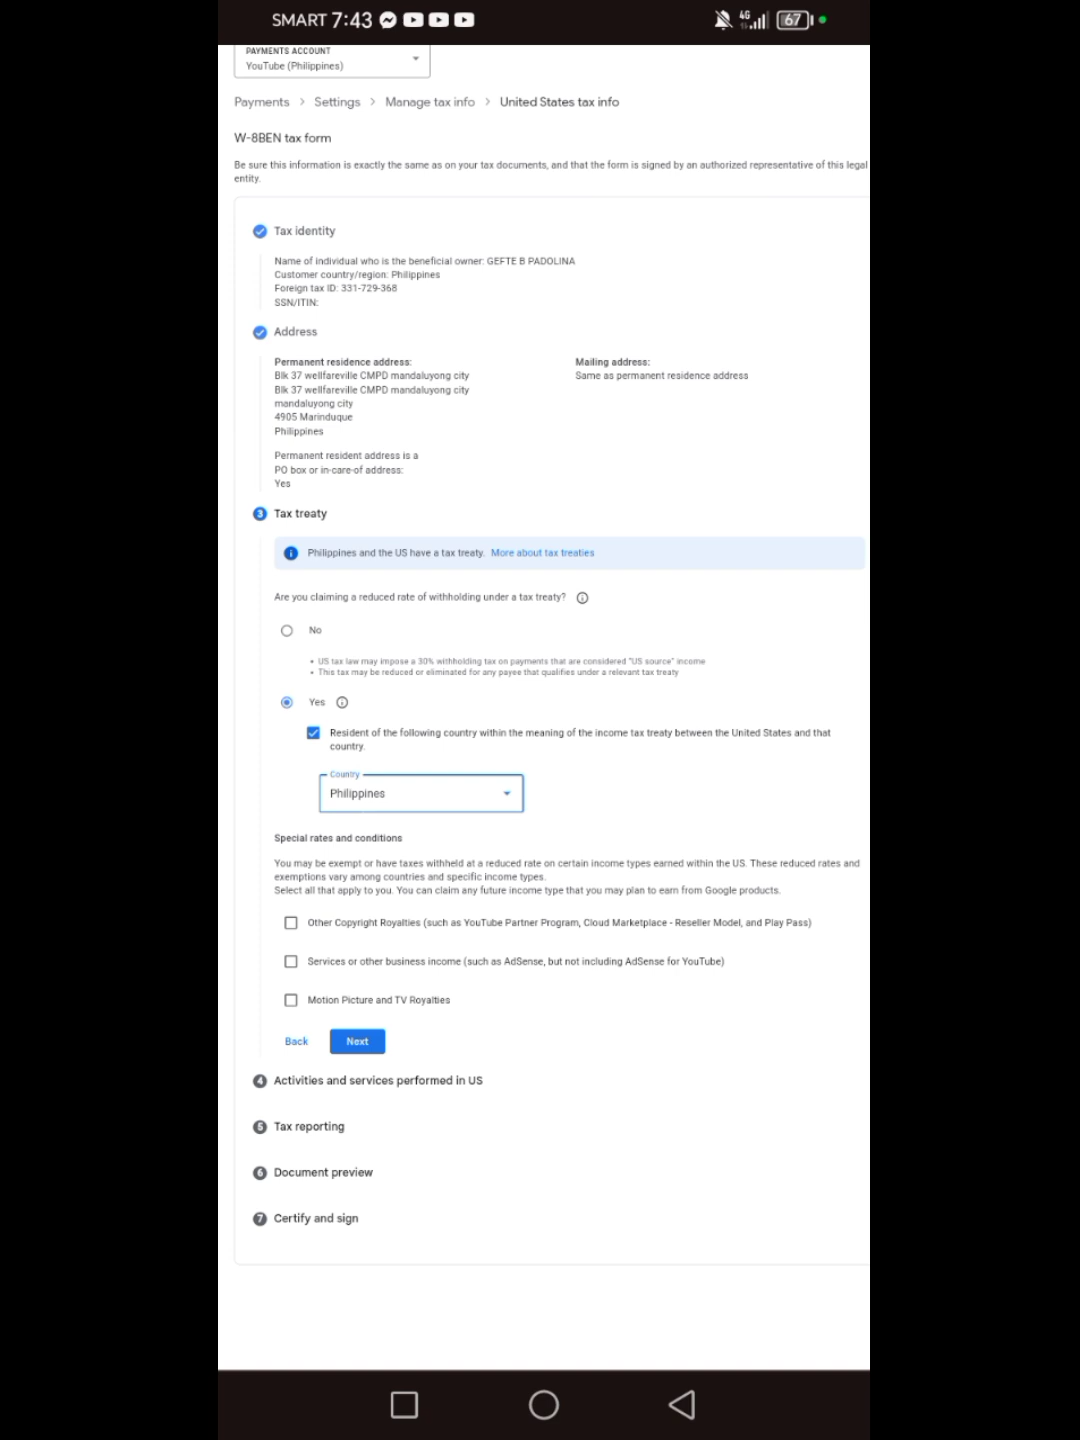 SMART 7:43
4G
67
PAYMENTS ACCOUNT
YouTube (Philippines)
Payments > Settings > Manage tax info > United States tax info
W-8BEN tax form
Be sure this information is exactly the same as on your tax documents, and that the form is signed by an authorized representative of this legal
entity.
Tax identity
Name of individual who is the beneficial owner: GEFTE B PADOLINA
Customer country/region: Philippines
Foreign tax ID: 331-729-368
SSN/ITIN:
Address
Permanent residence address:
Blk 37 wellfareville CMPD mandaluyong city
Blk 37 wellfareville CMPD mandaluyong city
mandaluyong city
4905 Marinduque
Philippines
Mailing address:
Same as permanent residence address
Permanent resident address is a
PO box or in-care-of address:
Yes
3 Tax treaty
Philippines and the US have a tax treaty. More about tax treaties
Are you claiming a reduced rate of withholding under a tax treaty?
No
• US tax law may impose a 30% withholding tax on payments that are considered "US source" income
• This tax may be reduced or eliminated for any payee that qualifies under a relevant tax treaty
Yes
Resident of the following country within the meaning of the income tax treaty between the United States and that
country.
Country
Philippines
Special rates and conditions
You may be exempt or have taxes withheld at a reduced rate on certain income types earned within the US. These reduced rates and
exemptions vary among countries and specific income types.
Select all that apply to you. You can claim any future income type that you may plan to earn from Google products.
Other Copyright Royalties (such as YouTube Partner Program, Cloud Marketplace - Reseller Model, and Play Pass)
Services or other business income (such as AdSense, but not including AdSense for YouTube)
Motion Picture and TV Royalties
Back Next
4 Activities and services performed in US
5 Tax reporting
6 Document preview
7 Certify and sign